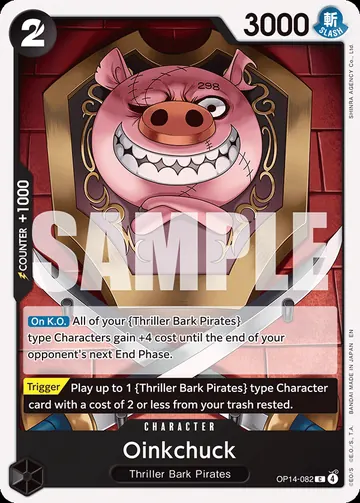 2
3000
斬
SLASH
COUNTER +1000
298
SAMPLE
On K.O. All of your {Thriller Bark Pirates}
type Characters gain +4 cost until the end of your
opponent's next End Phase.
Trigger Play up to 1 {Thriller Bark Pirates} type Character
card with a cost of 2 or less from your trash rested.
CHARACTER
Oinkchuck
Thriller Bark Pirates
OP14-082 C 4
SHINRA AGENCY Co., Ltd.
©E.O./S. ©E.O./S., T.A. BANDAI MADE IN JAPAN EN